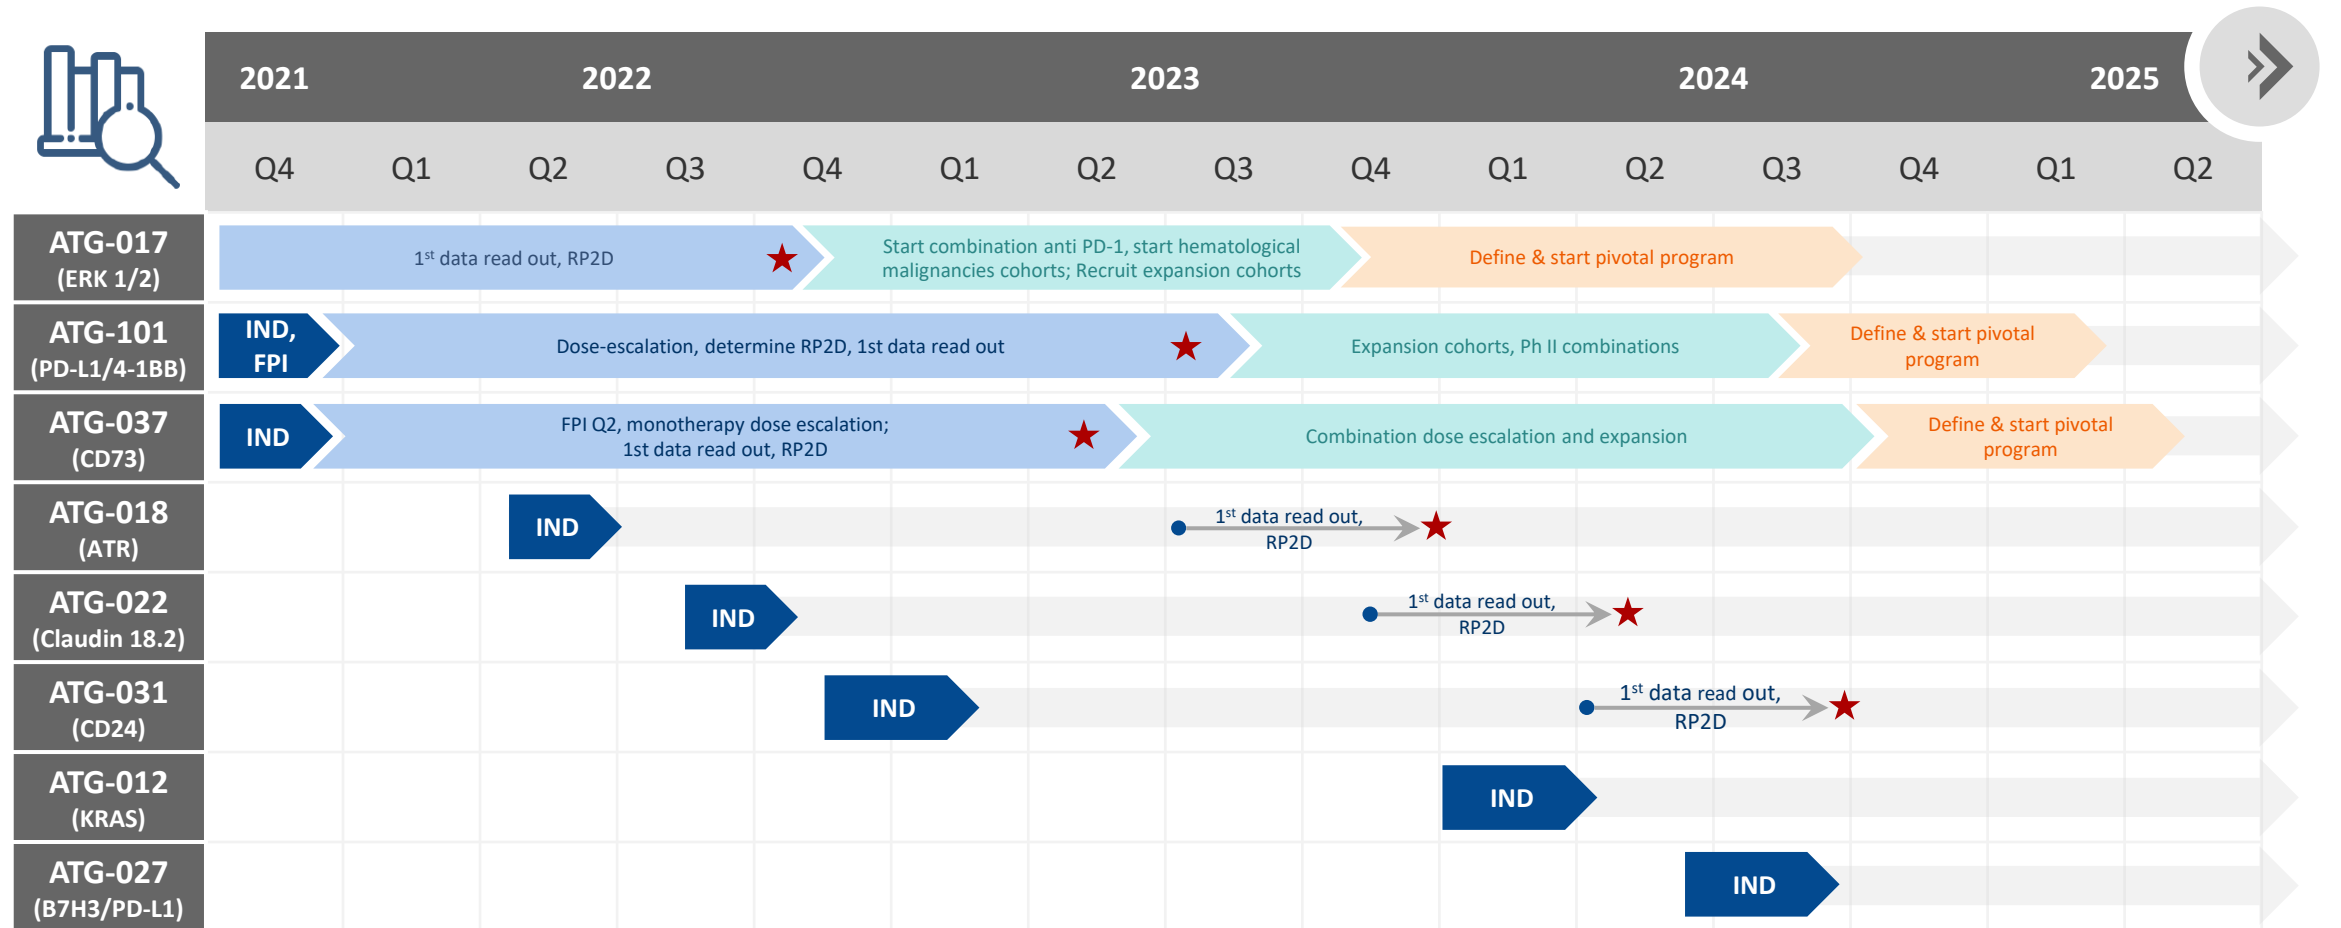 2021 2022 2023 2024 2025
Q4 Q1 Q2 Q3 Q4 Q1 Q2 Q3 Q4 Q1 Q2 Q3 Q4 Q1 Q2
ATG-017
(ERK 1/2)
1st data read out, RP2D
Start combination anti PD-1, start hematological
malignancies cohorts; Recruit expansion cohorts
Define & start pivotal program
ATG-101
(PD-L1/4-1BB)
IND,
FPI
Dose-escalation, determine RP2D, 1st data read out
Expansion cohorts, Ph II combinations
Define & start pivotal
program
ATG-037
(CD73)
IND
FPI Q2, monotherapy dose escalation;
1st data read out, RP2D
Combination dose escalation and expansion
Define & start pivotal
program
ATG-018
(ATR)
IND
1st data read out,
RP2D
ATG-022
(Claudin 18.2)
IND
1st data read out,
RP2D
ATG-031
(CD24)
IND
1st data read out,
RP2D
ATG-012
(KRAS)
IND
ATG-027
(B7H3/PD-L1)
IND